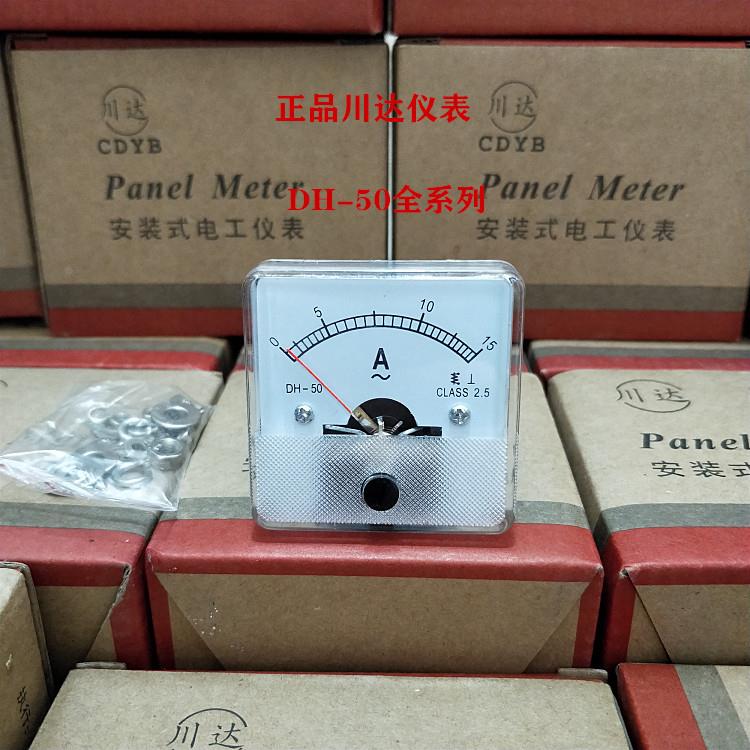 正品川达仪表
川达
CDYB
Panel Meter
安装式电工仪表
川达
CDYB
Panel Meter
安装式电工仪表
DH-50全系列
0 5 10 15
A
~
DH-50
CLASS 2.5
川达
Panel
安装式
川达